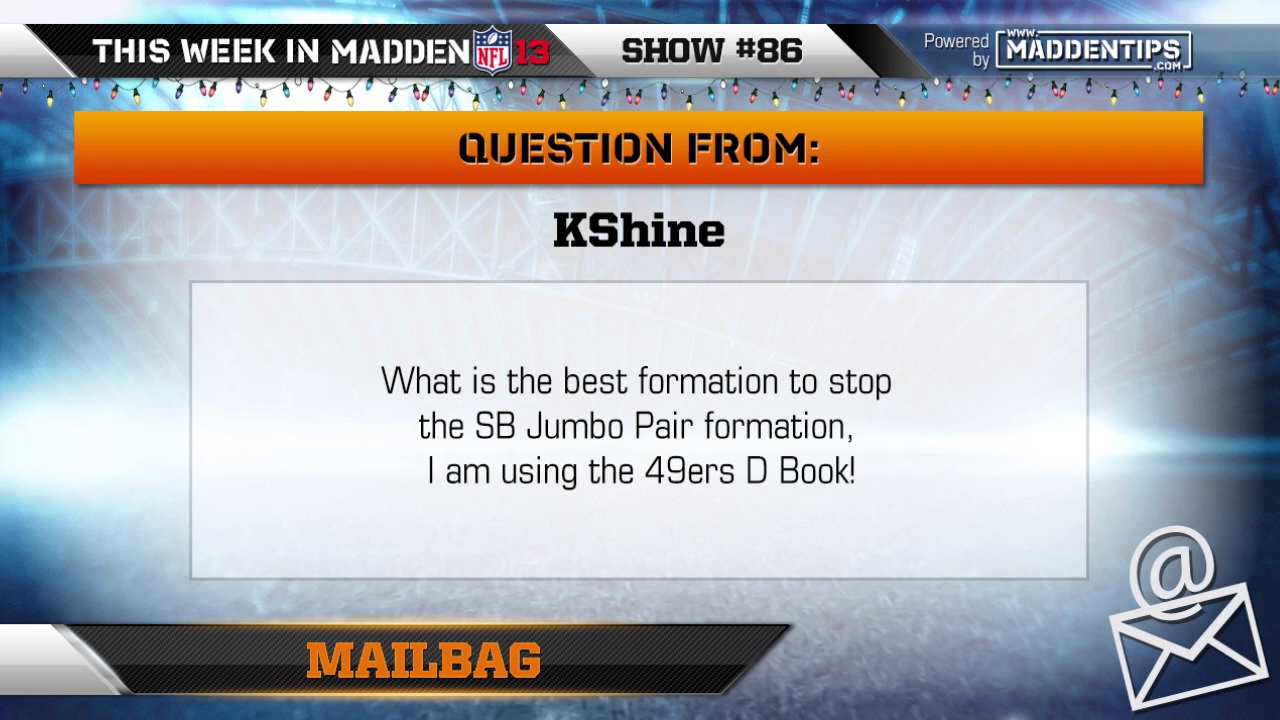 THIS WEEK IN MADDEN NFL 13 SHOW #86 Powered by WWW. MADDENTIPS .COM
QUESTION FROM:
KShine
What is the best formation to stop
the SB Jumbo Pair formation,
I am using the 49ers D Book!
MAILBAG
@